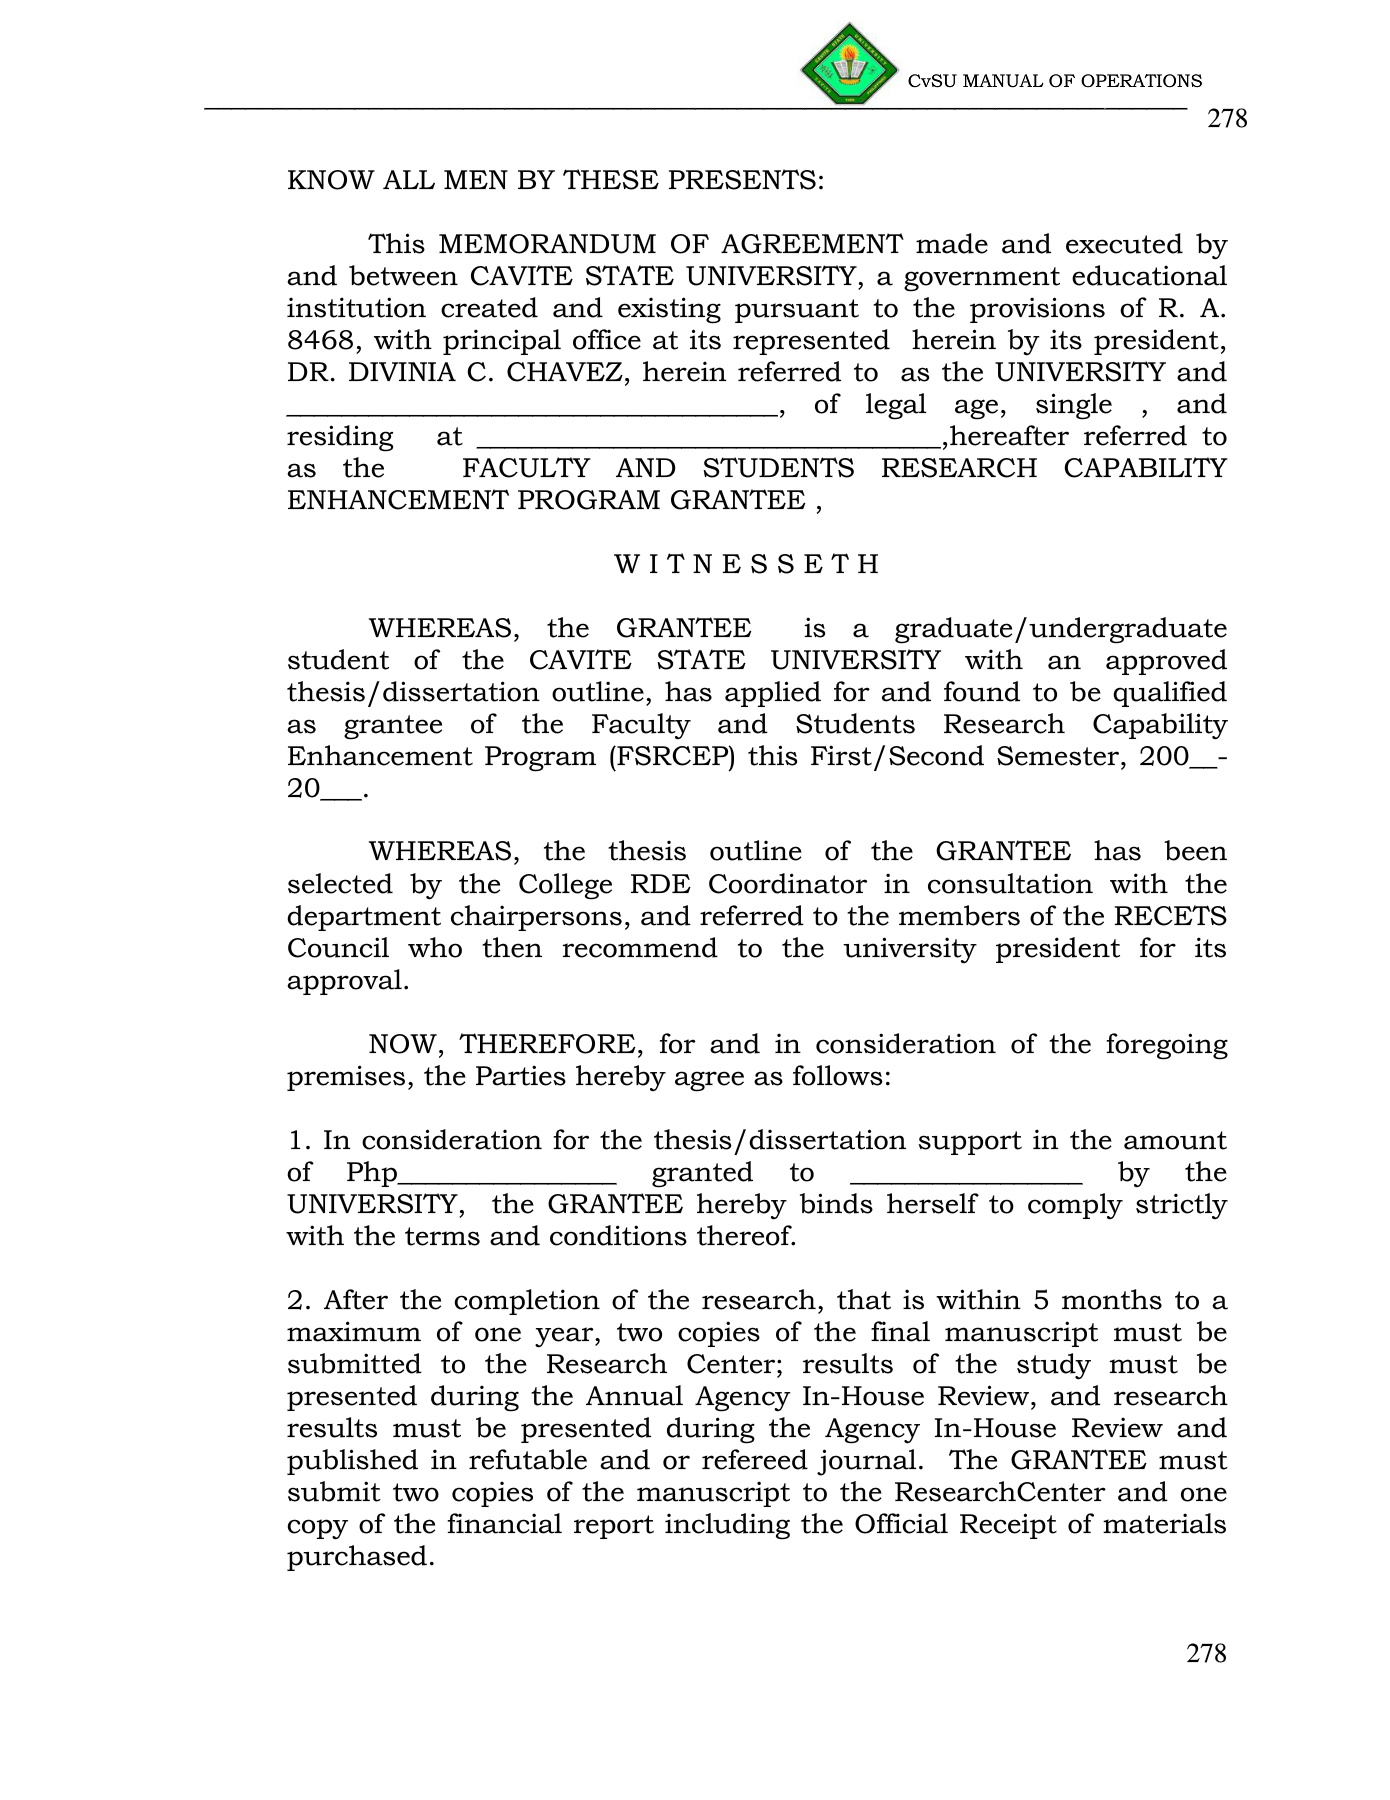 CvSU MANUAL OF OPERATIONS
278
KNOW ALL MEN BY THESE PRESENTS:
This MEMORANDUM OF AGREEMENT made and executed by
and between CAVITE STATE UNIVERSITY, a government educational
institution created and existing pursuant to the provisions of R. A.
8468, with principal office at its represented herein by its president,
DR. DIVINIA C. CHAVEZ, herein referred to as the UNIVERSITY and
____________________________________, of legal age, single , and
residing at __________________________________,hereafter referred to
as the FACULTY AND STUDENTS RESEARCH CAPABILITY
ENHANCEMENT PROGRAM GRANTEE ,
W I T N E S S E T H
WHEREAS, the GRANTEE is a graduate/undergraduate
student of the CAVITE STATE UNIVERSITY with an approved
thesis/dissertation outline, has applied for and found to be qualified
as grantee of the Faculty and Students Research Capability
Enhancement Program (FSRCEP) this First/Second Semester, 200__-
20___.
WHEREAS, the thesis outline of the GRANTEE has been
selected by the College RDE Coordinator in consultation with the
department chairpersons, and referred to the members of the RECETS
Council who then recommend to the university president for its
approval.
NOW, THEREFORE, for and in consideration of the foregoing
premises, the Parties hereby agree as follows:
1. In consideration for the thesis/dissertation support in the amount
of Php________________ granted to _________________ by the
UNIVERSITY, the GRANTEE hereby binds herself to comply strictly
with the terms and conditions thereof.
2. After the completion of the research, that is within 5 months to a
maximum of one year, two copies of the final manuscript must be
submitted to the Research Center; results of the study must be
presented during the Annual Agency In-House Review, and research
results must be presented during the Agency In-House Review and
published in refutable and or refereed journal. The GRANTEE must
submit two copies of the manuscript to the ResearchCenter and one
copy of the financial report including the Official Receipt of materials
purchased.
278